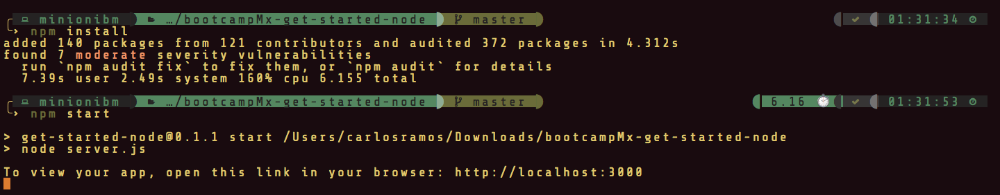 minionibm …/bootcampMx-get-started-node master 01:31:34
npm install
added 140 packages from 121 contributors and audited 372 packages in 4.312s
found 7 moderate severity vulnerabilities
run `npm audit fix` to fix them, or `npm audit` for details
7.39s user 2.49s system 160% cpu 6.155 total
minionibm …/bootcampMx-get-started-node master 6.16 01:31:53
npm start
> get-started-node@0.1.1 start /Users/carlosramos/Downloads/bootcampMx-get-started-node
> node server.js
To view your app, open this link in your browser: http://localhost:3000